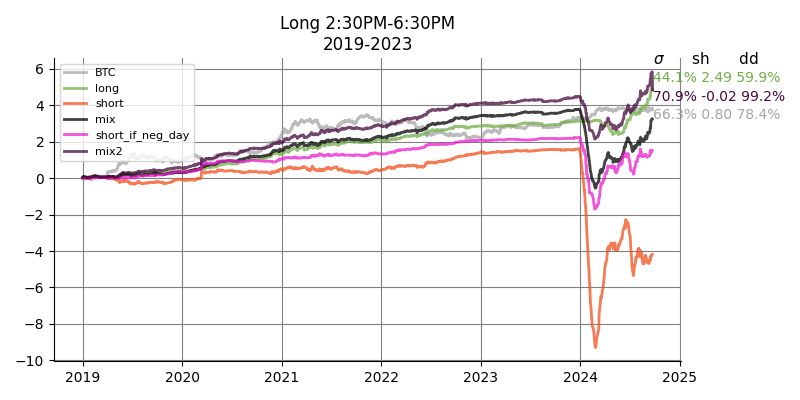 Long 2:30PM-6:30PM
2019-2023
σ sh dd
44.1% 2.49 59.9%
70.9% -0.02 99.2%
66.3% 0.80 78.4%
BTC
long
short
mix
short_if_neg_day
mix2
6
4
2
0
−2
−4
−6
−8
−10
2019 2020 2021 2022 2023 2024 2025